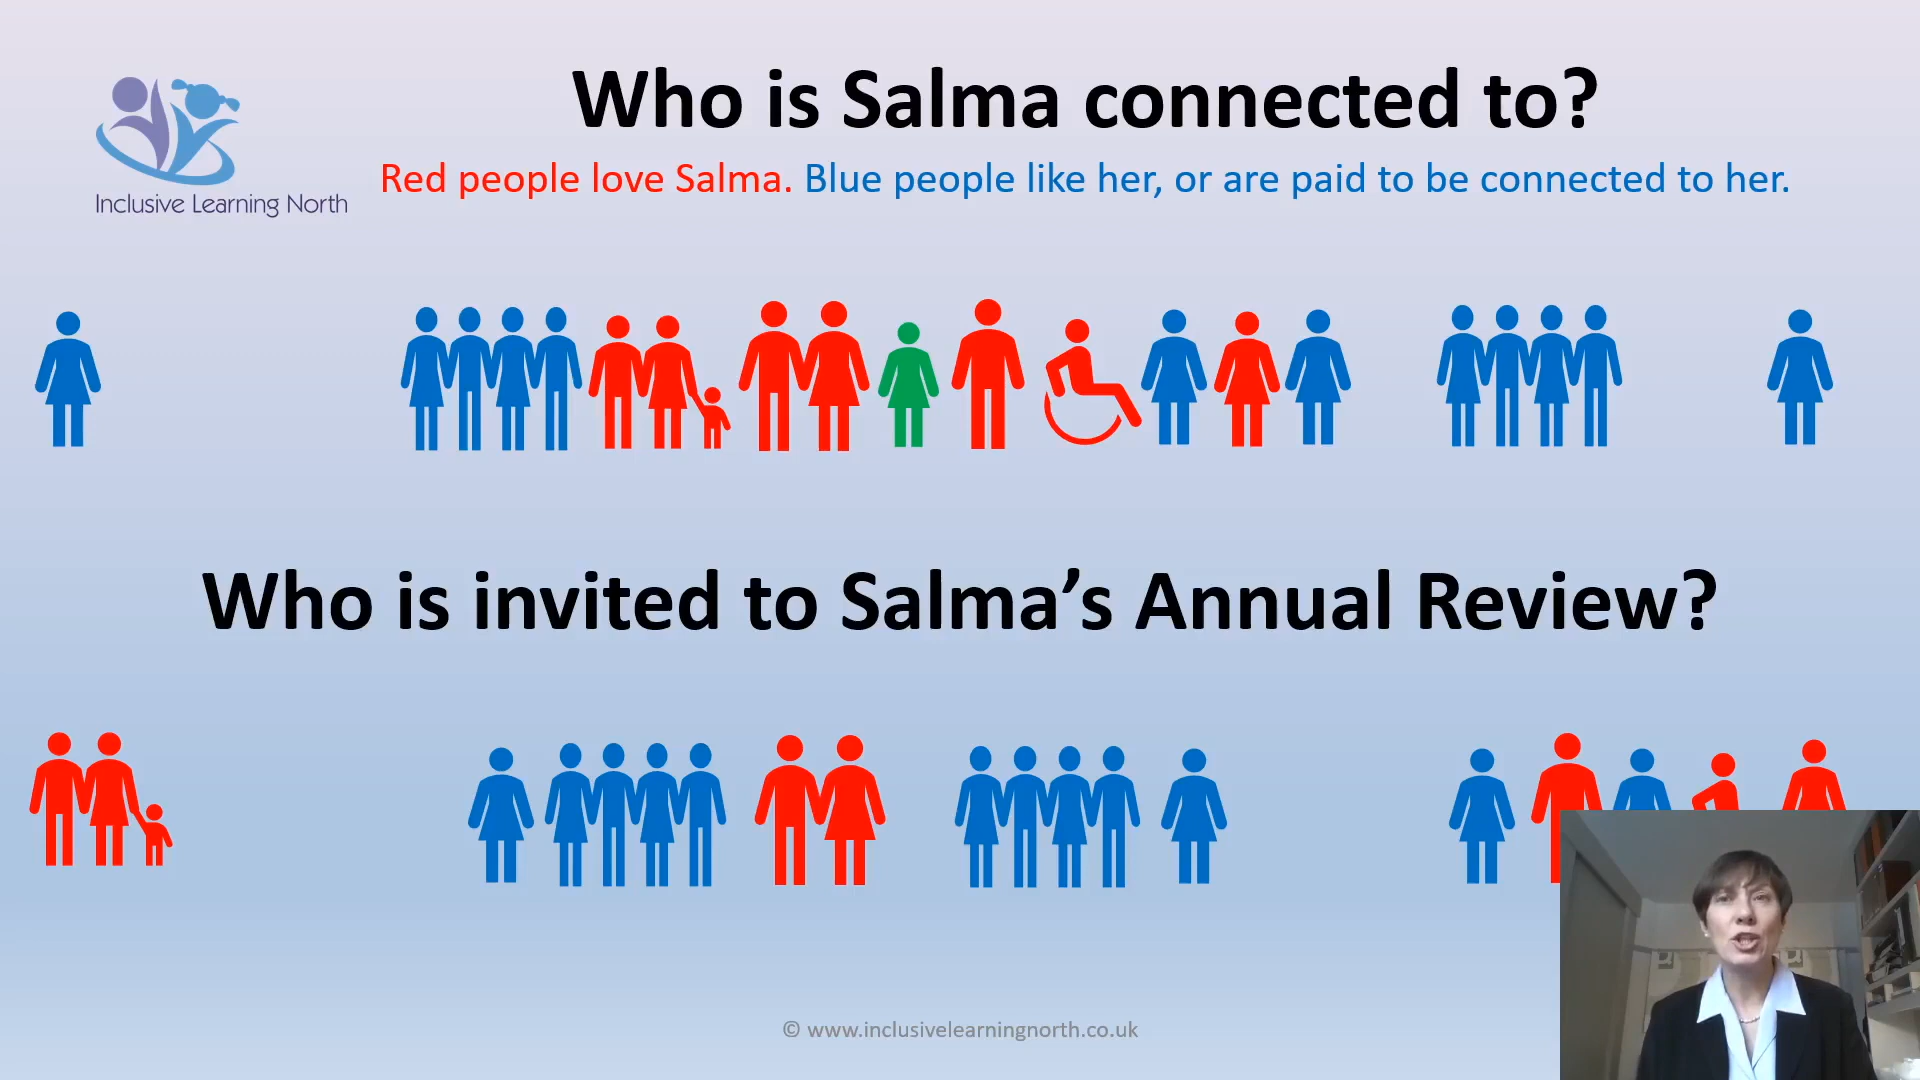 Who is Salma connected to?
Red people love Salma. Blue people like her, or are paid to be connected to her.
Inclusive Learning North
Who is invited to Salma’s Annual Review?
© www.inclusivelearningnorth.co.uk